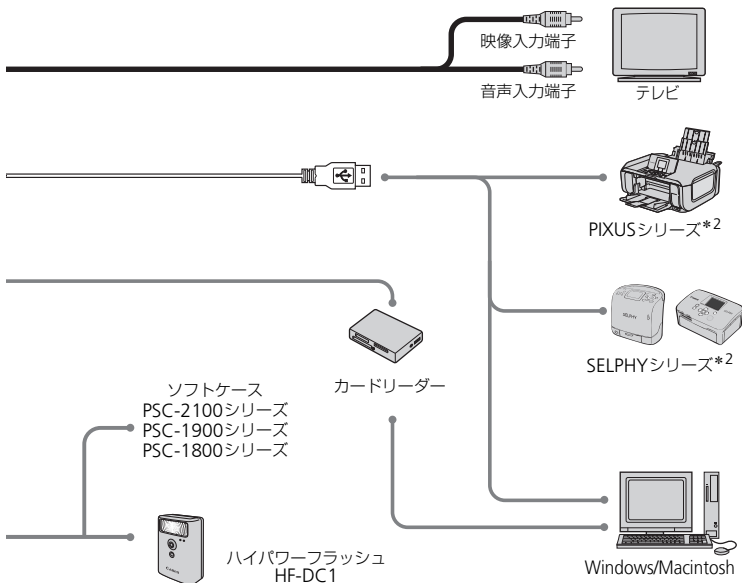 映像入力端子
音声入力端子
テレビ
PIXUSシリーズ*2
SELPHY
SELPHYシリーズ*2
カードリーダー
ソフトケース
PSC-2100シリーズ
PSC-1900シリーズ
PSC-1800シリーズ
Canon
ハイパワーフラッシュ
HF-DC1
Windows/Macintosh